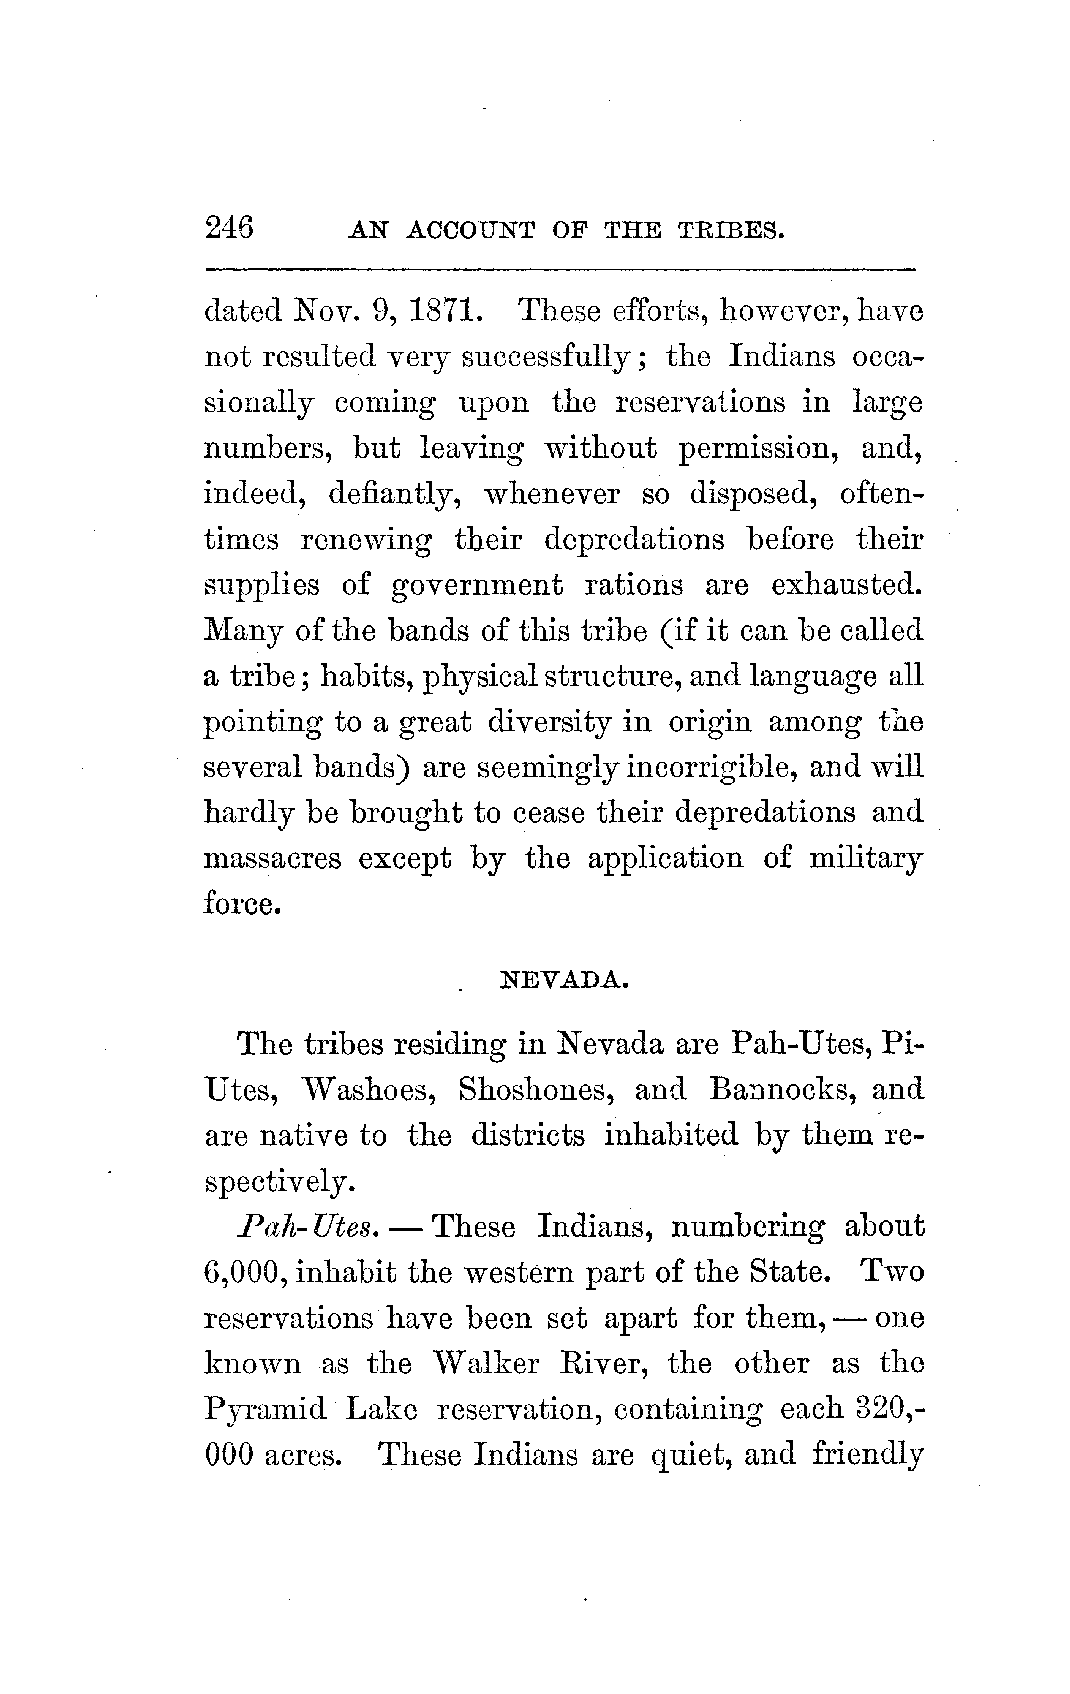 246 AN ACCOUNT OF THE TRIBES.
dated Nov. 9, 1871. These efforts, however, have
not resulted very successfully; the Indians occa-
sionally coming upon the reservations in large
numbers, but leaving without permission, and,
indeed, defiantly, whenever so disposed, often-
times renewing their depredations before their
supplies of government rations are exhausted.
Many of the bands of this tribe (if it can be called
a tribe; habits, physical structure, and language all
pointing to a great diversity in origin among the
several bands) are seemingly incorrigible, and will
hardly be brought to cease their depredations and
massacres except by the application of military
force.
NEVADA.
The tribes residing in Nevada are Pah-Utes, Pi-
Utes, Washoes, Shoshones, and Bannocks, and
are native to the districts inhabited by them re-
spectively.
Pah-Utes. — These Indians, numbering about
6,000, inhabit the western part of the State. Two
reservations have been set apart for them, — one
known as the Walker River, the other as the
Pyramid Lake reservation, containing each 320,-
000 acres. These Indians are quiet, and friendly